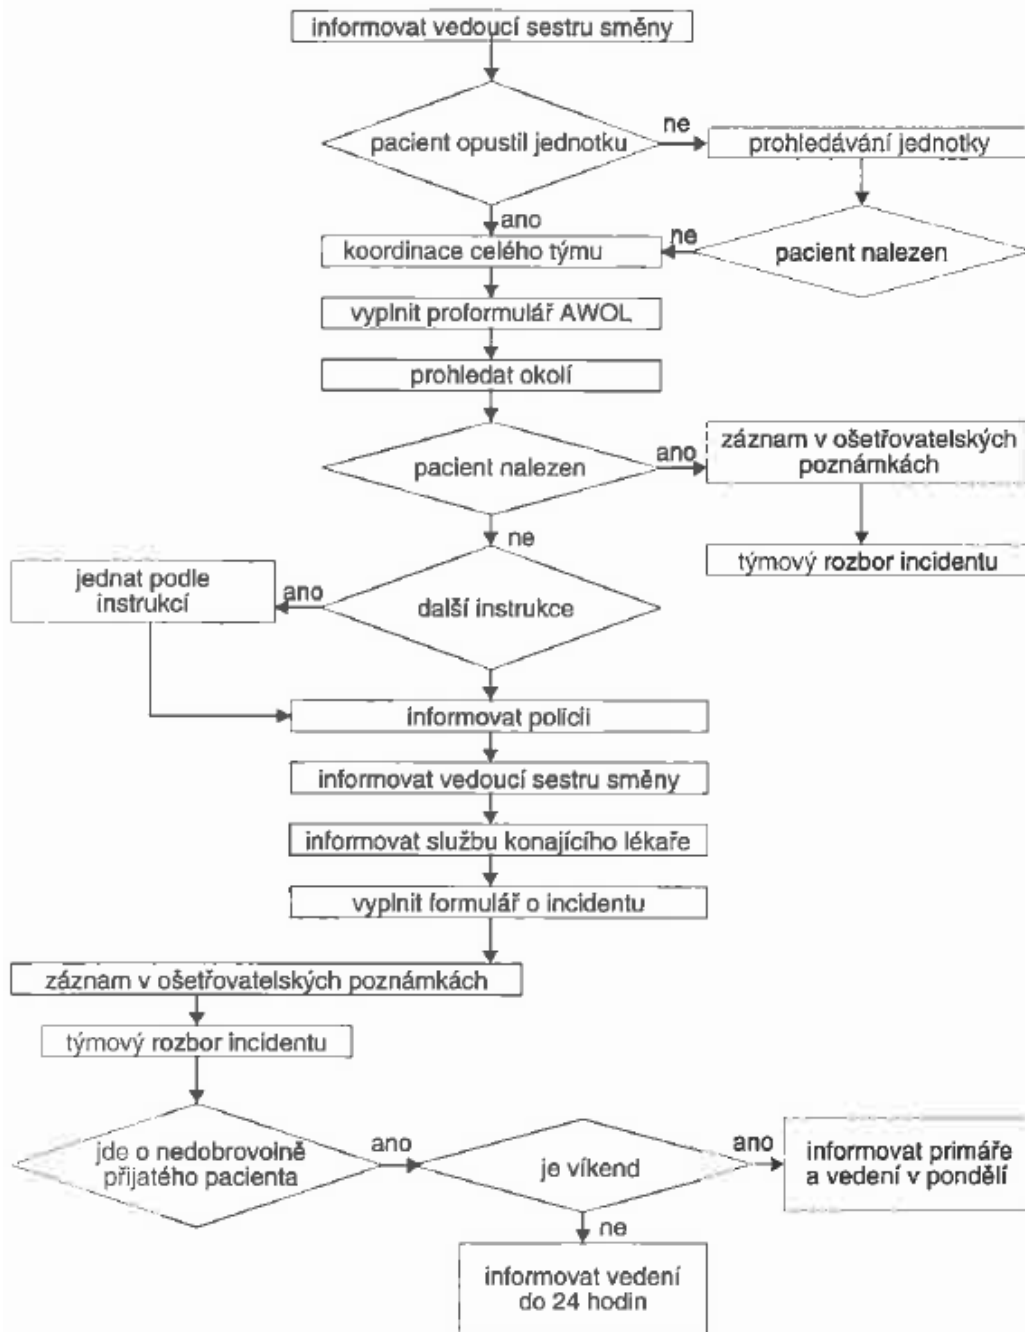 informovat vedoucí sestru směny
pacient opustil jednotku
ne
prohledávání jednotky
ano
koordinace celého týmu
ne
pacient nalezen
vyplnit proformulář AWOL
prohledat okolí
pacient nalezen
ano
záznam v ošetřovatelských
poznámkách
ne
týmový rozbor incidentu
jednat podle
instrukcí
ano
další instrukce
informovat policii
informovat vedoucí sestru směny
informovat službu konajícího lékaře
vyplnit formulář o incidentu
záznam v ošetřovatelských poznámkách
týmový rozbor incidentu
jde o nedobrovolně
přijatého pacienta
ano
je víkend
ano
informovat primáře
a vedení v pondělí
ne
informovat vedení
do 24 hodin